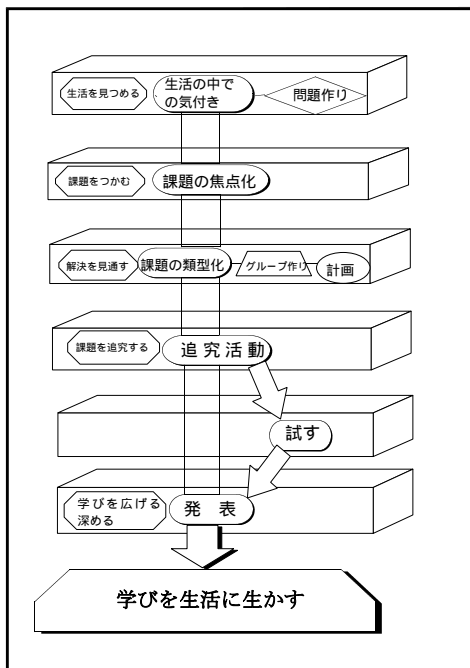 生活を見つめる
生活の中で
の気付き
問題作り
課題をつかむ
課題の焦点化
解決を見通す
課題の類型化
グループ作り
計画
課題を追究する
追究活動
試す
学びを広げる
深める
発 表
学びを生活に生かす